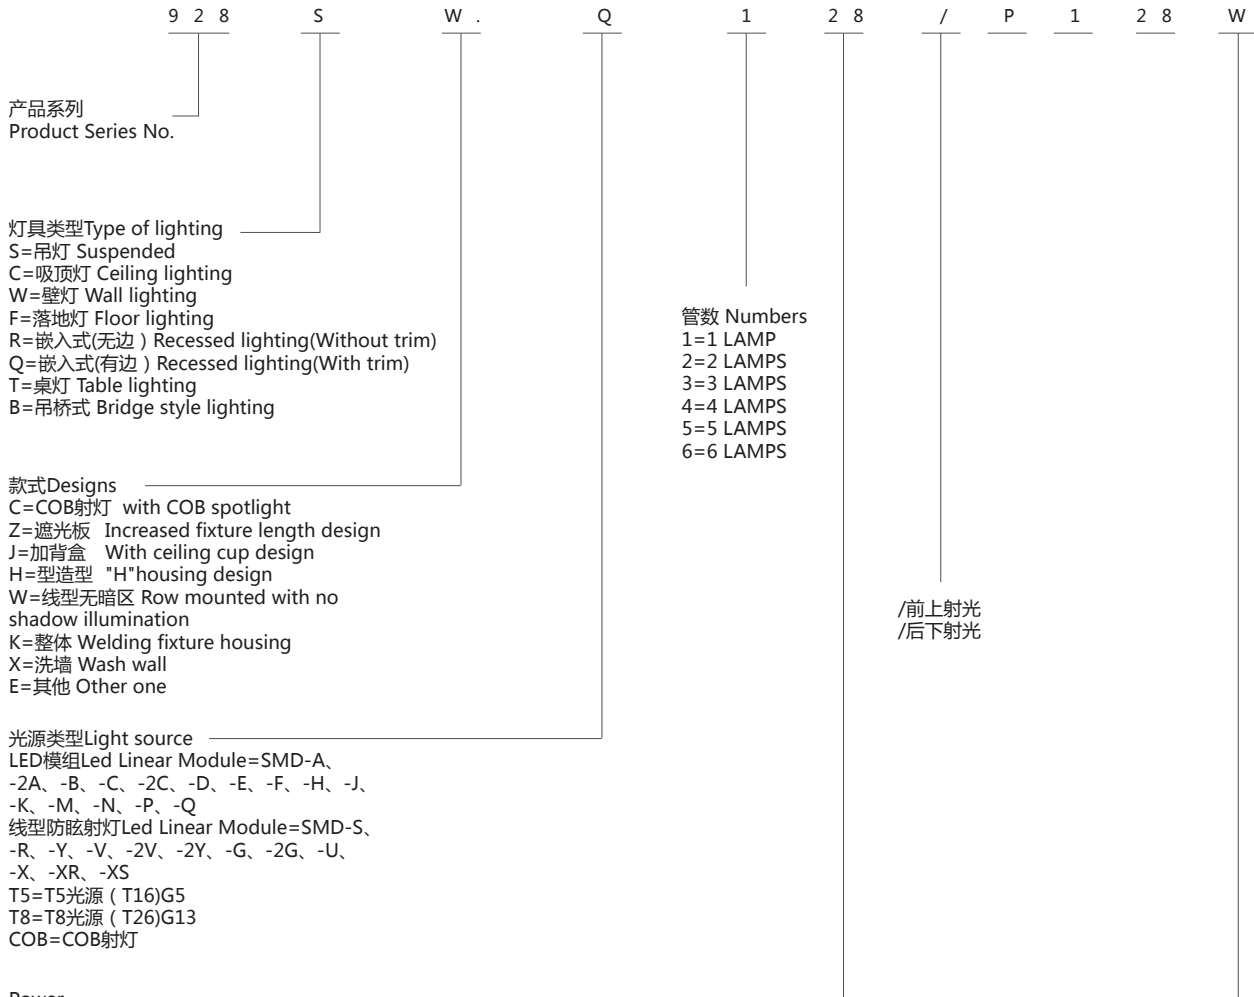 9 2 8 S W . Q 1 2 8 / P 1 2 8 W
产品系列
Product Series No.
灯具类型Type of lighting
S=吊灯 Suspended
C=吸顶灯 Ceiling lighting
W=壁灯 Wall lighting
F=落地灯 Floor lighting
R=嵌入式(无边 ) Recessed lighting(Without trim)
Q=嵌入式(有边 ) Recessed lighting(With trim)
T=桌灯 Table lighting
B=吊桥式 Bridge style lighting
管数 Numbers
1=1 LAMP
2=2 LAMPS
3=3 LAMPS
4=4 LAMPS
5=5 LAMPS
6=6 LAMPS
款式Designs
C=COB射灯 with COB spotlight
Z=遮光板 Increased fixture length design
J=加背盒 With ceiling cup design
H=型造型 "H"housing design
W=线型无暗区 Row mounted with no
shadow illumination
K=整体 Welding fixture housing
X=洗墙 Wash wall
E=其他 Other one
/前上射光
/后下射光
光源类型Light source
LED模组Led Linear Module=SMD-A、
-2A、-B、-C、-2C、-D、-E、-F、-H、-J、
-K、-M、-N、-P、-Q
线型防眩射灯Led Linear Module=SMD-S、
-R、-Y、-V、-2V、-2Y、-G、-2G、-U、
-X、-XR、-XS
T5=T5光源 ( T16)G5
T8=T8光源 ( T26)G13
COB=COB射灯
Power